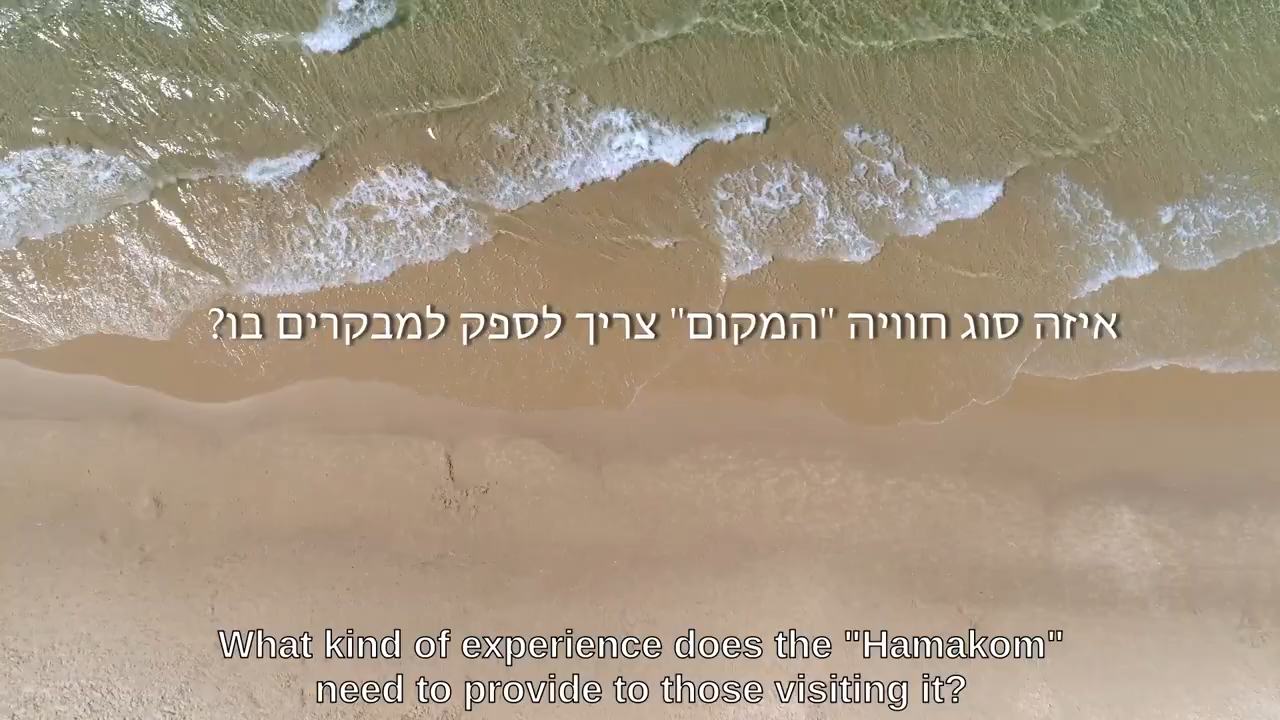 איזה סוג חוויה "המקום" צריך לספק למבקרים בו?
What kind of experience does the "Hamakom"
need to provide to those visiting it?